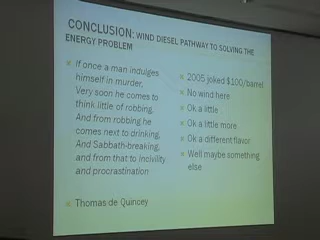 CONCLUSION: WIND DIESEL PATHWAY TO SOLVING THE
ENERGY PROBLEM
If once a man indulges
himself in murder,
Very soon he comes to
think little of robbing,
And from robbing he
comes next to drinking,
And Sabbath-breaking,
and from that to Incivility
and procrastination
Thomas de Quincey
2005 joked $100/barrel
No wind here
Ok a little
Ok a little more
Ok a different flavor
Well maybe something
else